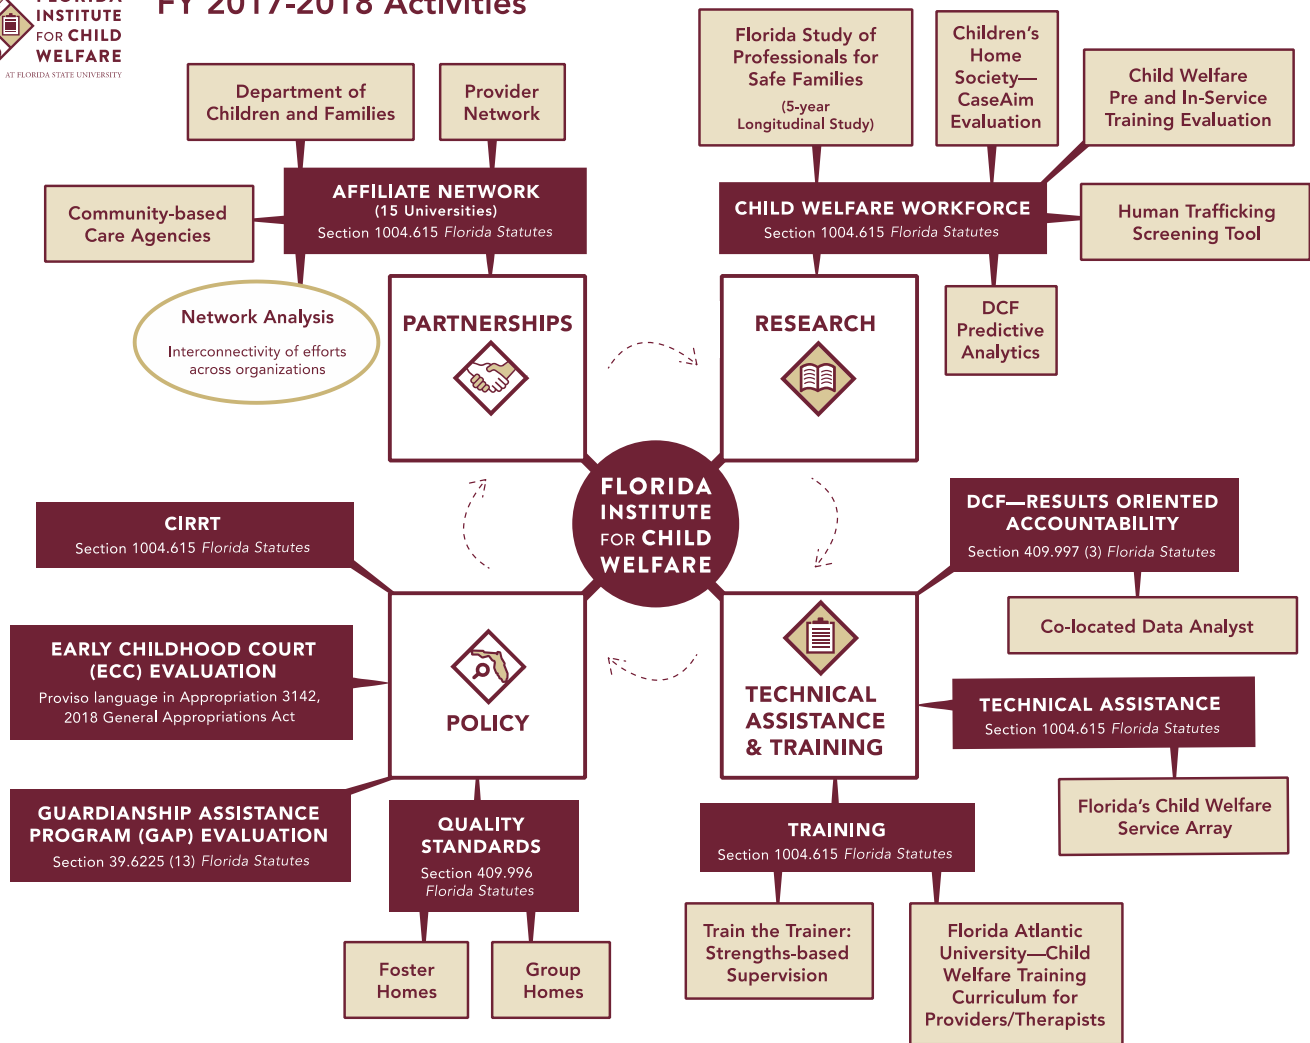 FLORIDA
INSTITUTE
FOR CHILD
WELFARE
AT FLORIDA STATE UNIVERSITY
FY 2017-2018 Activities
Department of
Children and Families
Provider
Network
Community-based
Care Agencies
AFFILIATE NETWORK
(15 Universities)
Section 1004.615 Florida Statutes
Network Analysis
Interconnectivity of efforts
across organizations
PARTNERSHIPS
Florida Study of
Professionals for
Safe Families
(5-year
Longitudinal Study)
Children's
Home
Society—
CaseAim
Evaluation
Child Welfare
Pre and In-Service
Training Evaluation
CHILD WELFARE WORKFORCE
Section 1004.615 Florida Statutes
Human Trafficking
Screening Tool
DCF
Predictive
Analytics
RESEARCH
FLORIDA
INSTITUTE
FOR CHILD
WELFARE
CIRRT
Section 1004.615 Florida Statutes
EARLY CHILDHOOD COURT
(ECC) EVALUATION
Proviso language in Appropriation 3142,
2018 General Appropriations Act
GUARDIANSHIP ASSISTANCE
PROGRAM (GAP) EVALUATION
Section 39.6225 (13) Florida Statutes
POLICY
QUALITY
STANDARDS
Section 409.996
Florida Statutes
Foster
Homes
Group
Homes
DCF—RESULTS ORIENTED
ACCOUNTABILITY
Section 409.997 (3) Florida Statutes
Co-located Data Analyst
TECHNICAL
ASSISTANCE
& TRAINING
TECHNICAL ASSISTANCE
Section 1004.615 Florida Statutes
Florida's Child Welfare
Service Array
TRAINING
Section 1004.615 Florida Statutes
Train the Trainer:
Strengths-based
Supervision
Florida Atlantic
University—Child
Welfare Training
Curriculum for
Providers/Therapists